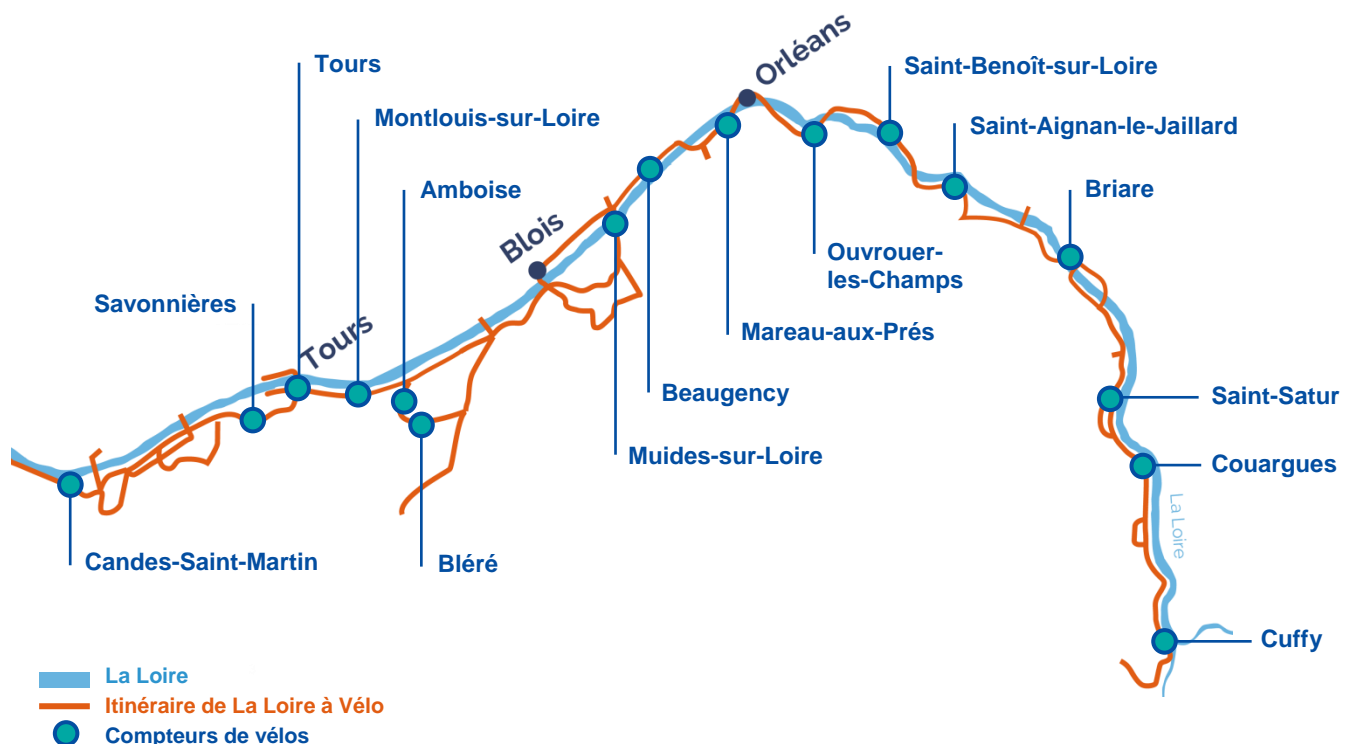 Orléans
Tours
Saint-Benoît-sur-Loire
Montlouis-sur-Loire
Saint-Aignan-le-Jaillard
Amboise
Briare
Blois
Ouvrouer-
les-Champs
Savonnières
Tours
Mareau-aux-Prés
Beaugency
Saint-Satur
Muides-sur-Loire
Couargues
La Loire
Candes-Saint-Martin
Bléré
Cuffy
La Loire
Itinéraire de La Loire à Vélo
Compteurs de vélos